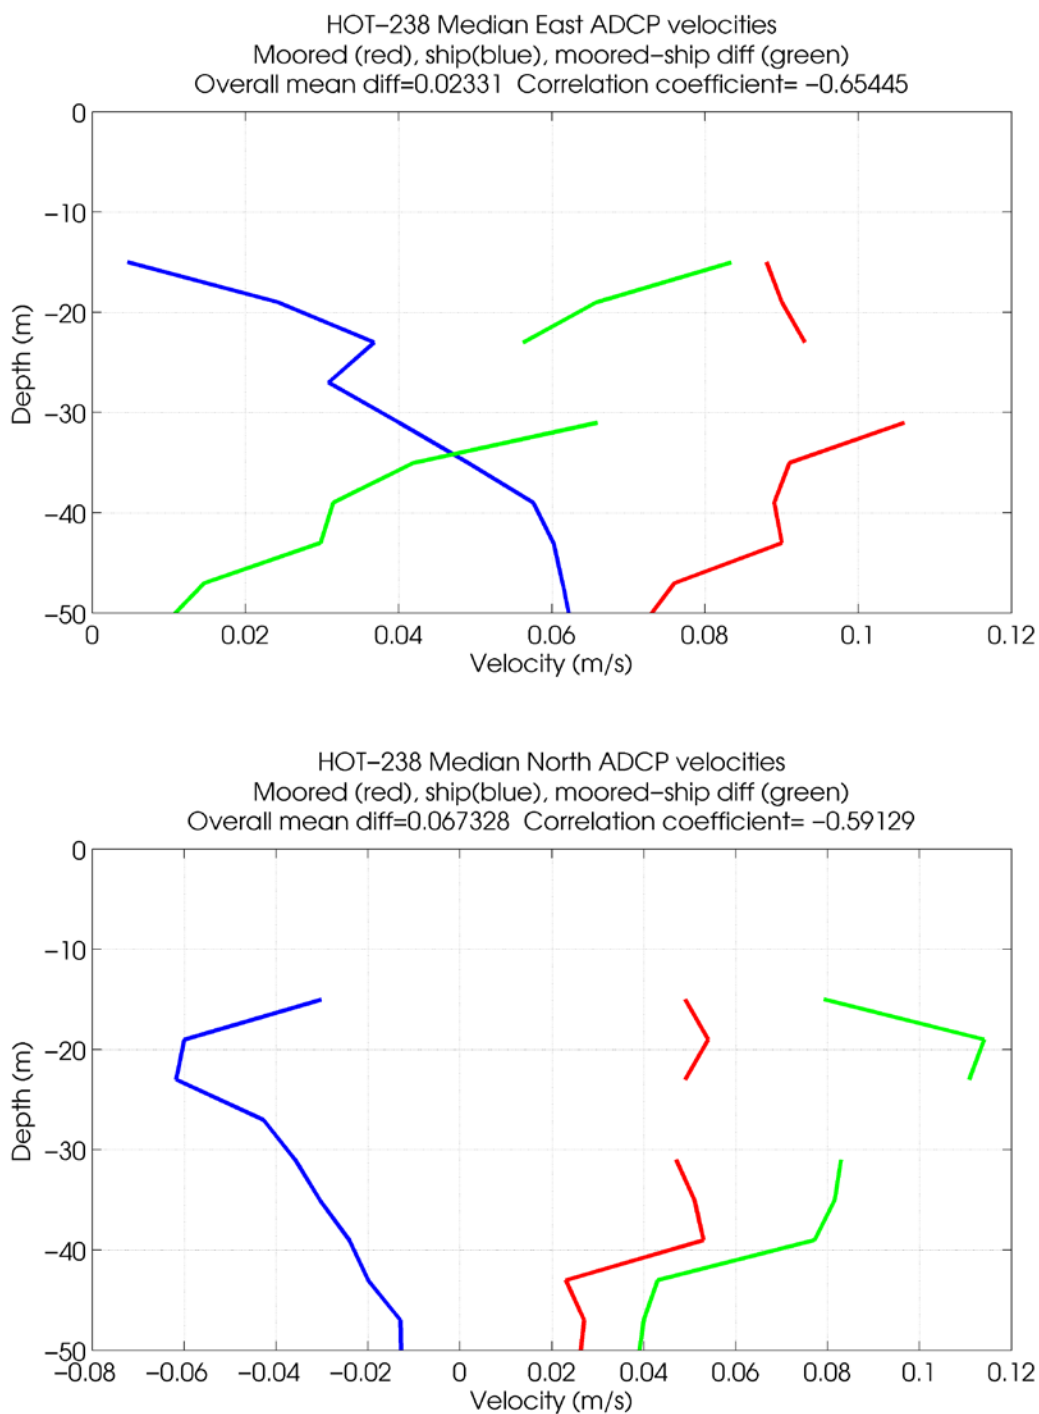 HOT–238 Median East ADCP velocities
Moored (red), ship(blue), moored–ship diff (green)
Overall mean diff=0.02331 Correlation coefficient= –0.65445
0
–10
–20
–30
–40
–50
Depth (m)
0 0.02 0.04 0.06 0.08 0.1 0.12
Velocity (m/s)
HOT–238 Median North ADCP velocities
Moored (red), ship(blue), moored–ship diff (green)
Overall mean diff=0.067328 Correlation coefficient= –0.59129
0
–10
–20
–30
–40
–50
Depth (m)
–0.08 –0.06 –0.04 –0.02 0 0.02 0.04 0.06 0.08 0.1 0.12
Velocity (m/s)